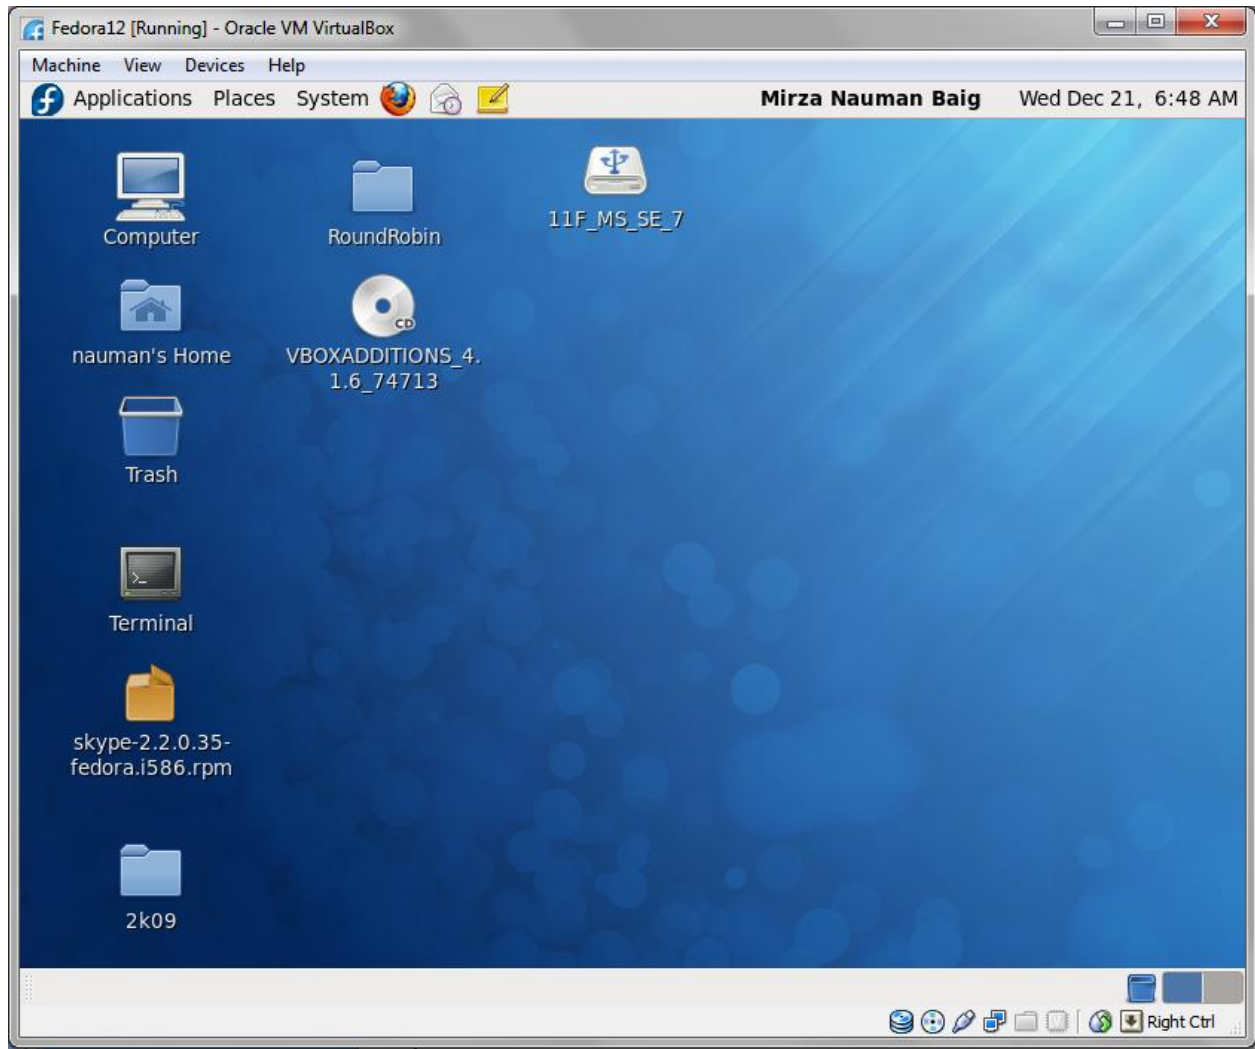 Fedora12 [Running] - Oracle VM VirtualBox
Machine View Devices Help
Applications Places System Mirza Nauman Baig Wed Dec 21, 6:48 AM
Computer
RoundRobin
11F_MS_SE_7
nauman's Home
CD
VBOXADDITIONS_4.
1.6_74713
Trash
Terminal
skype-2.2.0.35-
fedora.i586.rpm
2k09
Right Ctrl